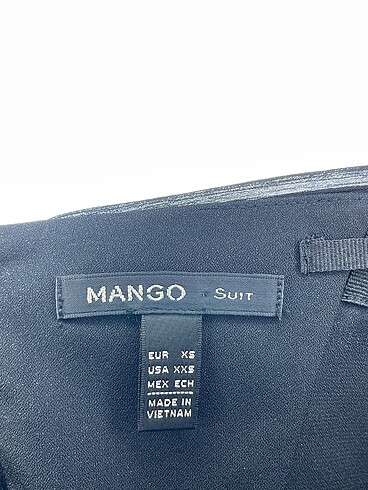 MANGO SUIT
EUR XS
USA XXS
MEX ECH
MADE IN
VIETNAM